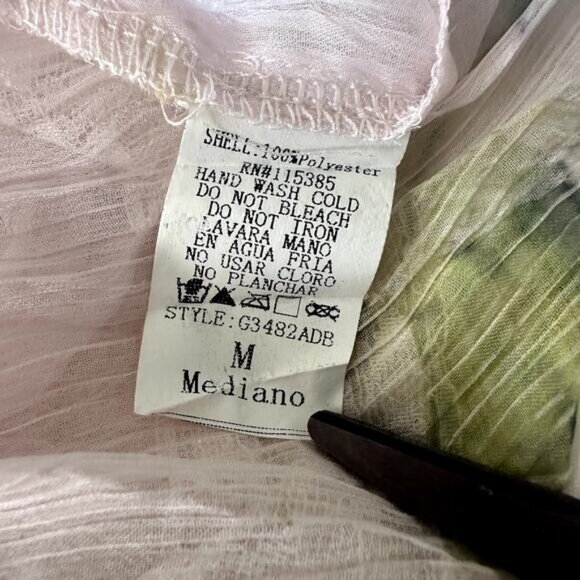 SHELL:100%Polyester
RN#115385
HAND WASH COLD
DO NOT BLEACH
DO NOT IRON
LAVARA MANO
EN AGUA FRIA
NO USAR CLORO
NO PLANCHAR
STYLE:G3482ADB
M
Mediano